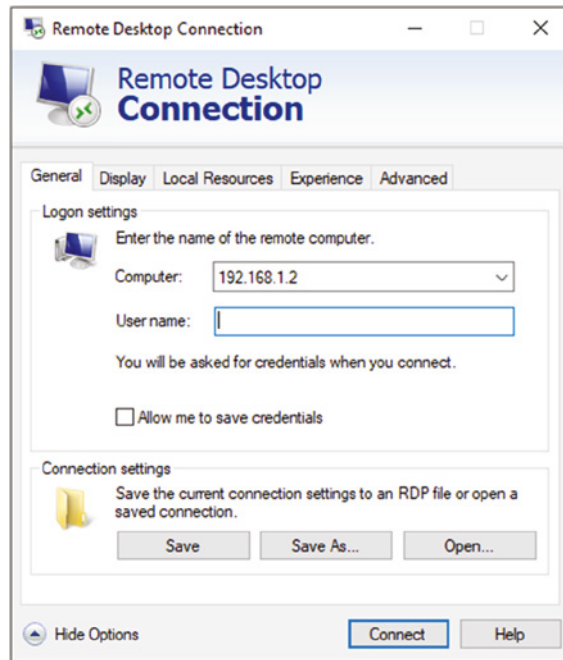 Remote Desktop Connection
Remote Desktop
Connection
General Display Local Resources Experience Advanced
Logon settings
Enter the name of the remote computer.
Computer: 192.168.1.2
User name:
You will be asked for credentials when you connect.
Allow me to save credentials
Connection settings
Save the current connection settings to an RDP file or open a
saved connection.
Save Save As... Open...
Hide Options Connect Help